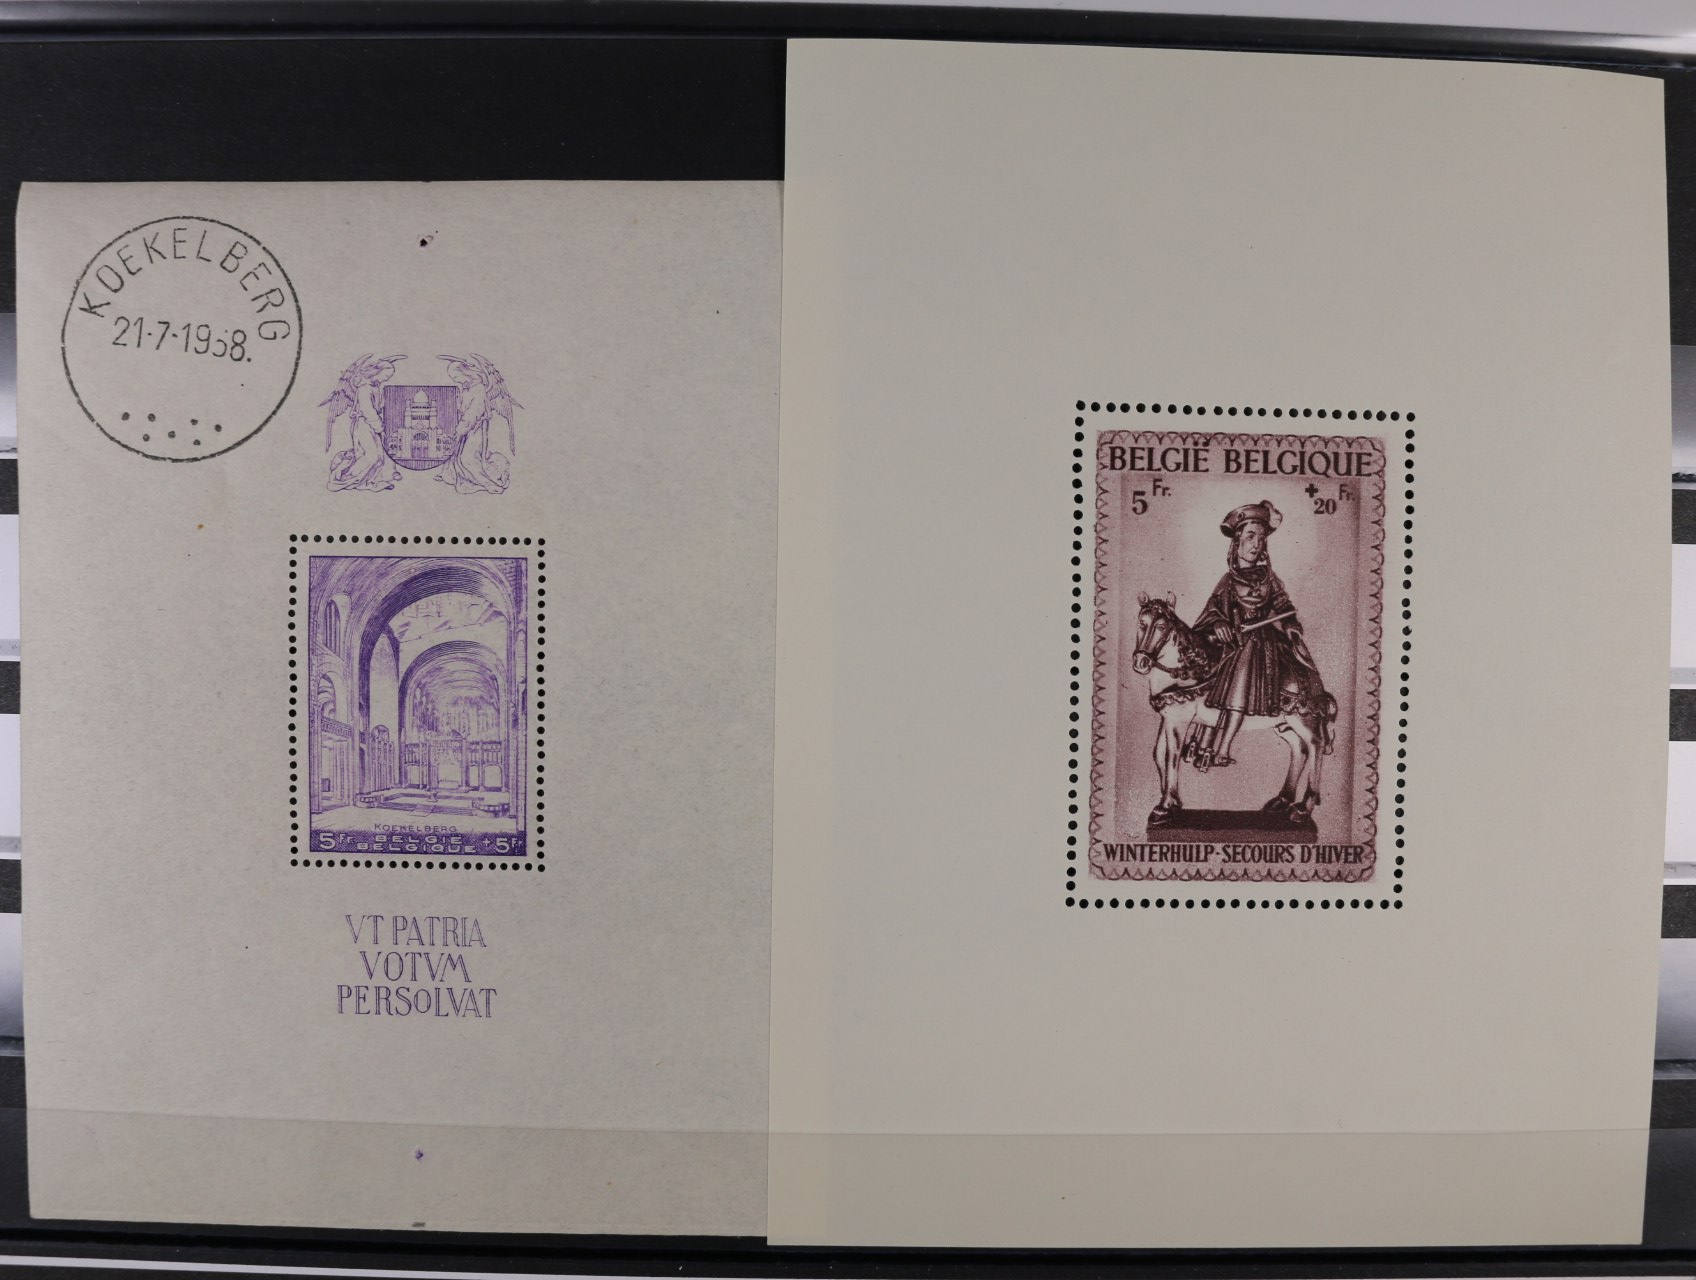 KOEKELBERG
21-7-1938.
KOEKELBERG
5Fr. BELGIE +5Fr
BELGIQUE
VT PATRIA
VOTVM
PERSOLVAT
BELGIË BELGIQUE
5 Fr. +20 Fr.
WINTERHULP-SECOURS D'HIVER